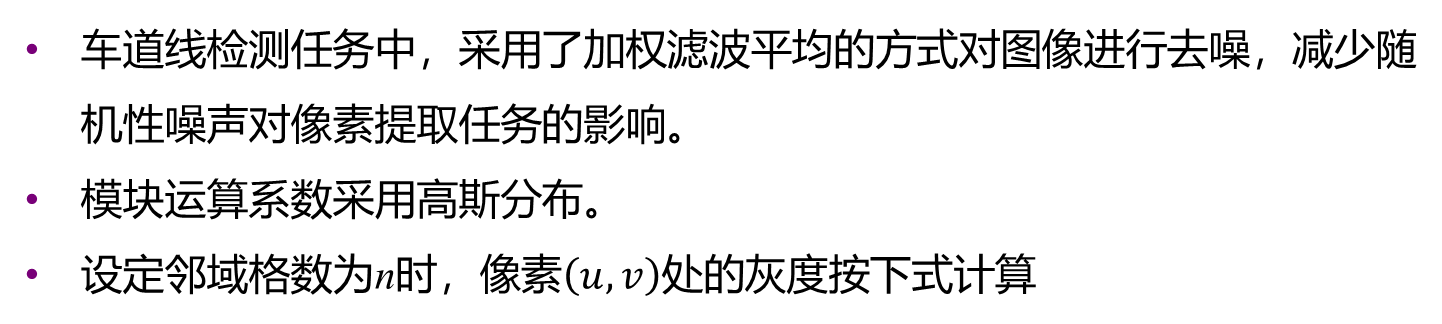 • 车道线检测任务中，采用了加权滤波平均的方式对图像进行去噪，减少随
机性噪声对像素提取任务的影响。
• 模块运算系数采用高斯分布。
• 设定邻域格数为n时，像素(u, v)处的灰度按下式计算